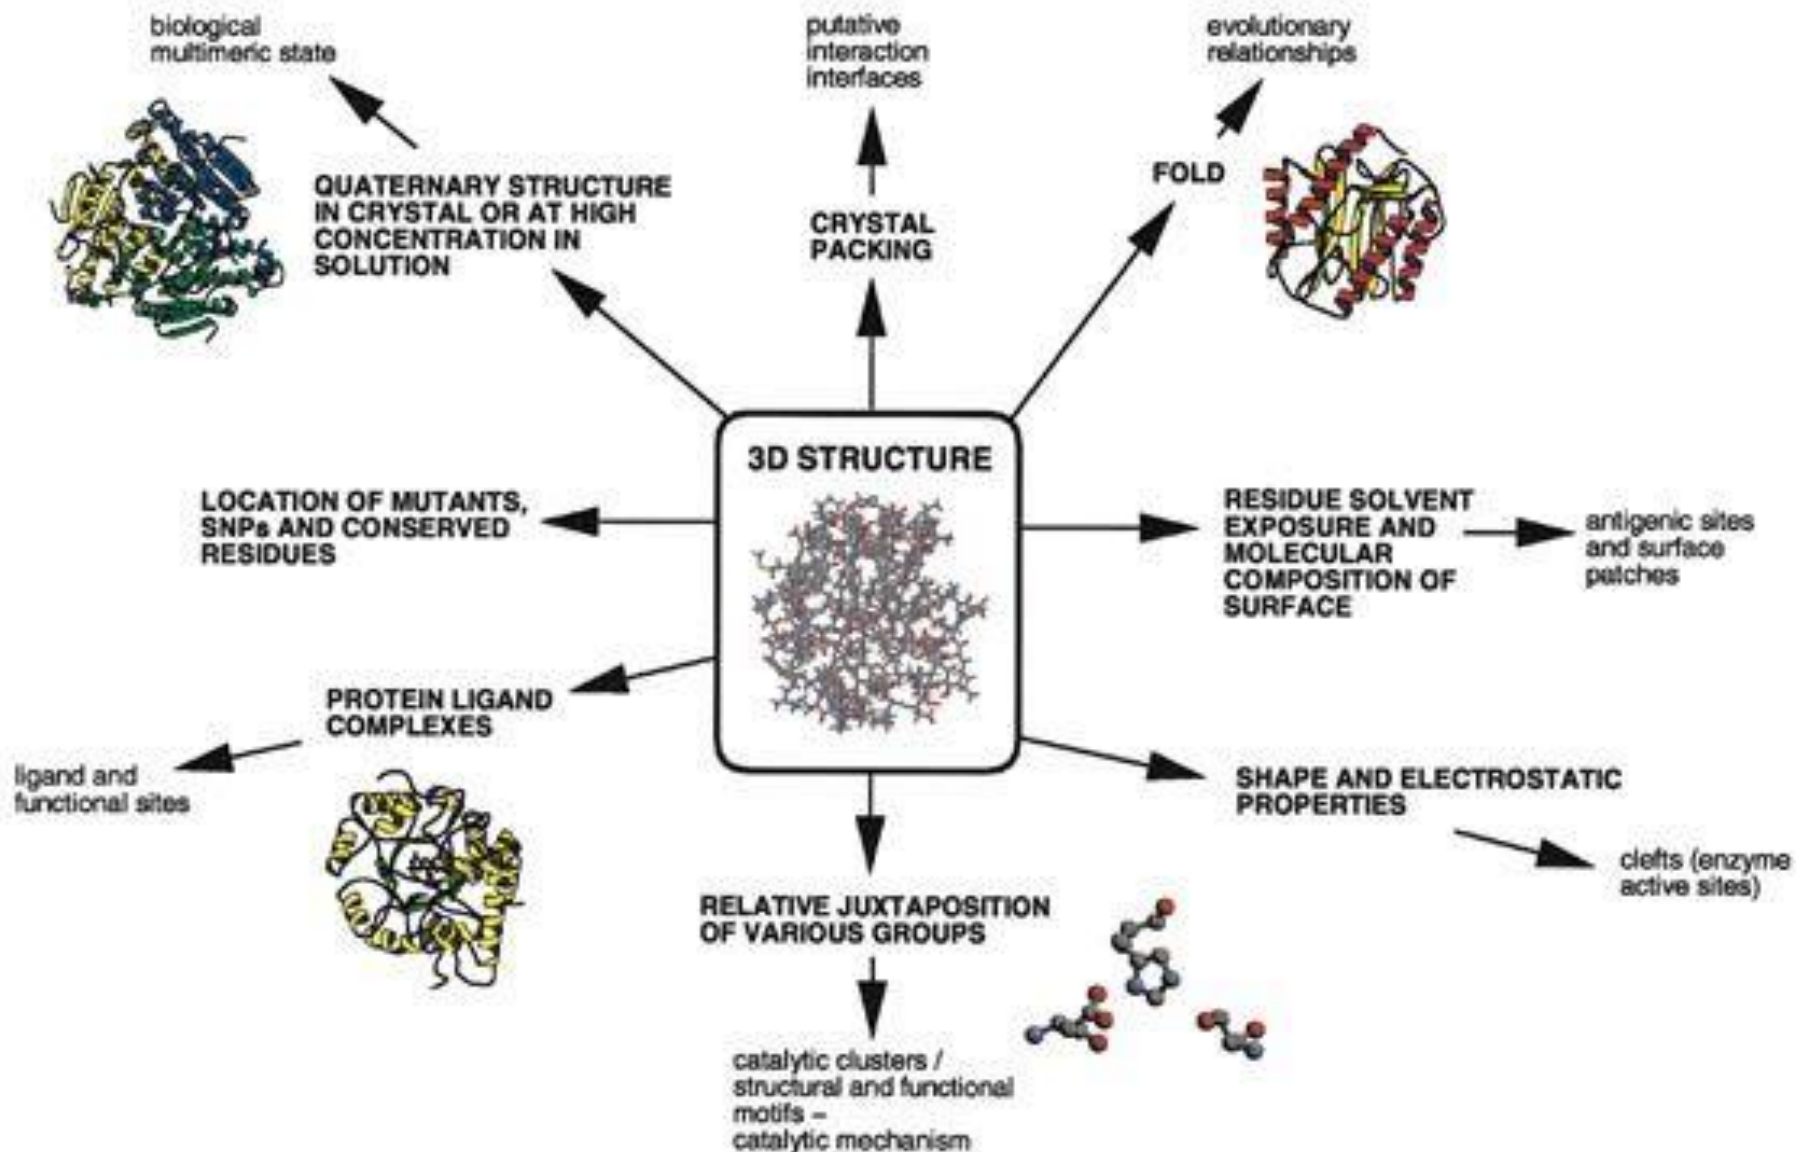 biological
multimeric state
putative
interaction
interfaces
evolutionary
relationships
QUATERNARY STRUCTURE
IN CRYSTAL OR AT HIGH
CONCENTRATION IN
SOLUTION
CRYSTAL
PACKING
FOLD
3D STRUCTURE
LOCATION OF MUTANTS,
SNPs AND CONSERVED
RESIDUES
RESIDUE SOLVENT
EXPOSURE AND
MOLECULAR
COMPOSITION OF
SURFACE
antigenic sites
and surface
patches
PROTEIN LIGAND
COMPLEXES
ligand and
functional sites
SHAPE AND ELECTROSTATIC
PROPERTIES
clefts (enzyme
active sites)
RELATIVE JUXTAPOSITION
OF VARIOUS GROUPS
catalytic clusters /
structural and functional
motifs –
catalytic mechanism